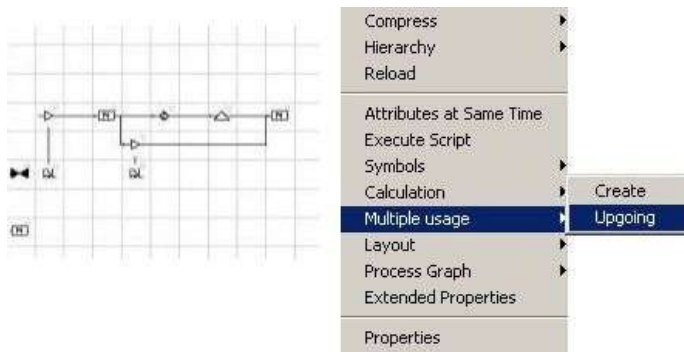 Compress
Hierarchy
Reload
Attributes at Same Time
Execute Script
Symbols
Calculation
Multiple usage
Layout
Process Graph
Extended Properties
Properties
Create
Upgoing